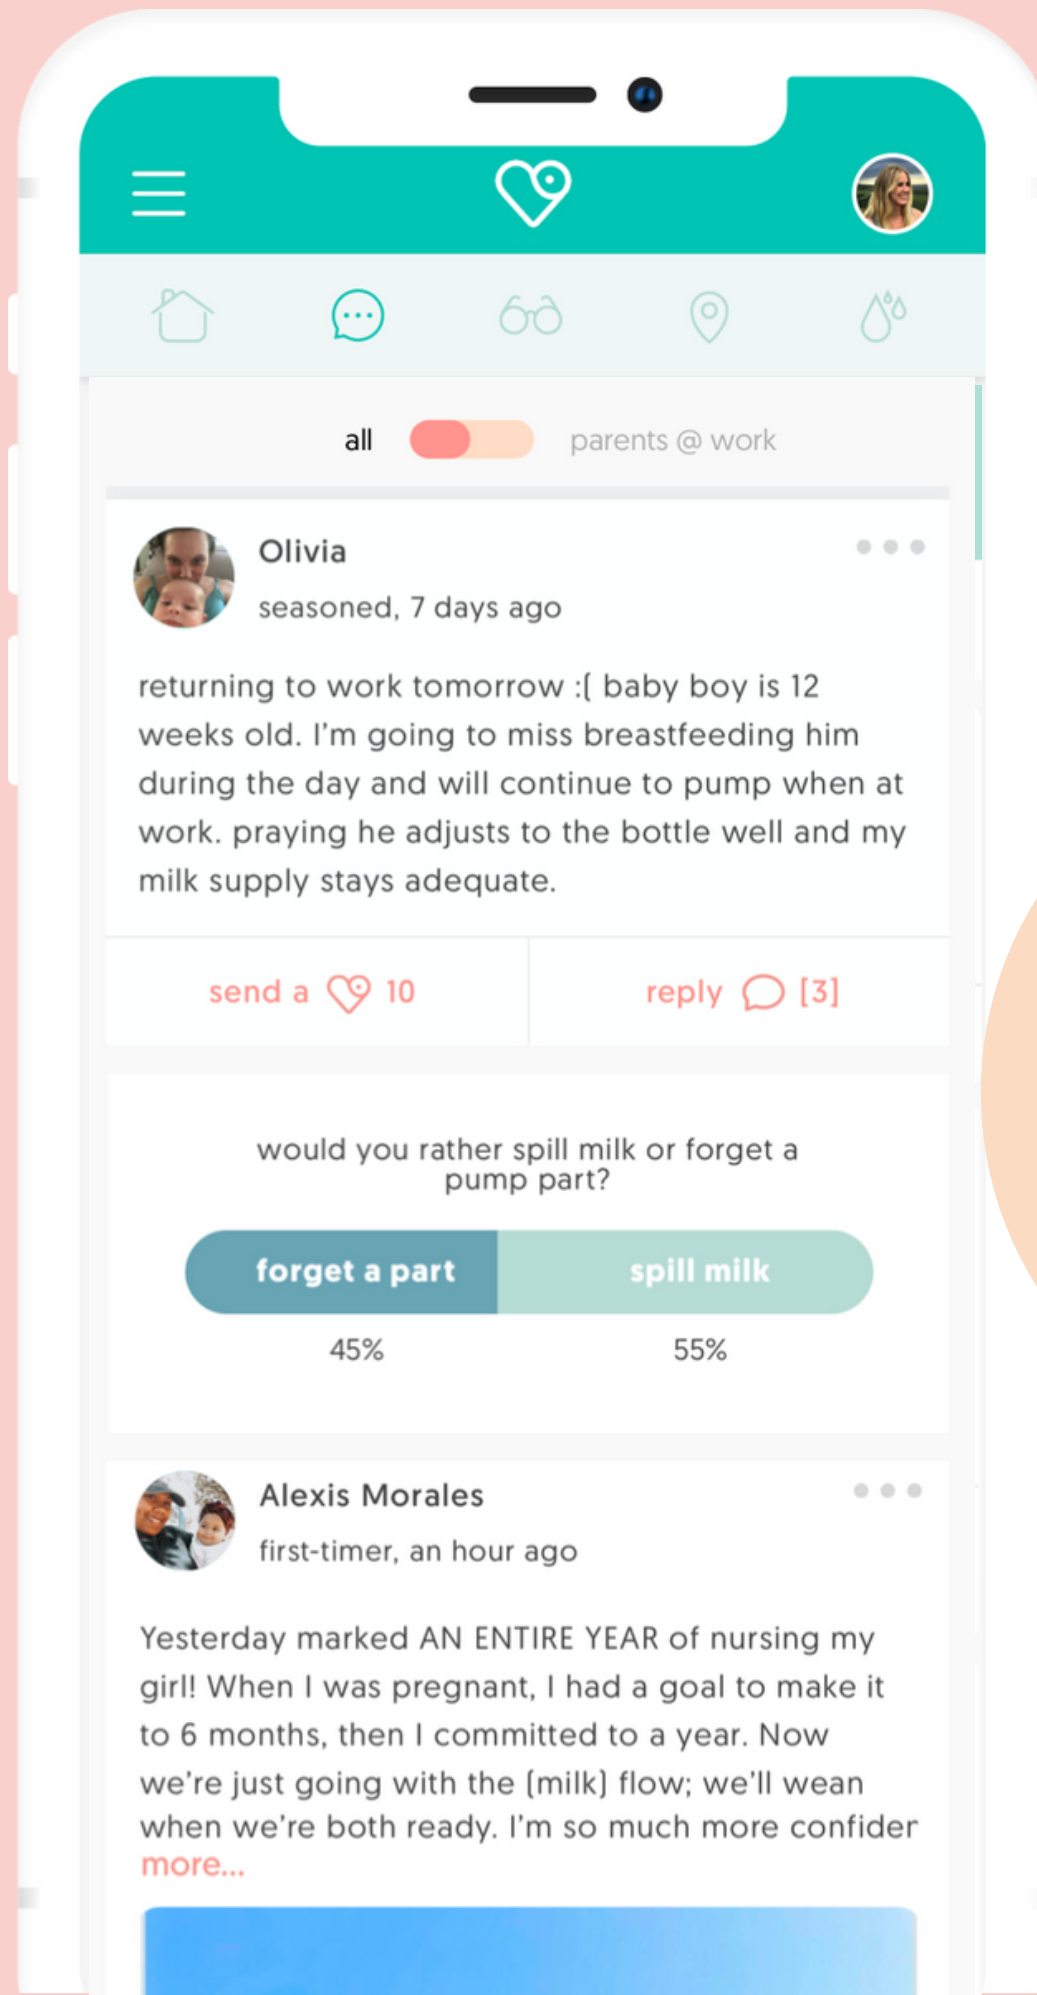 all
parents @ work
Olivia
seasoned, 7 days ago
returning to work tomorrow :( baby boy is 12
weeks old. I'm going to miss breastfeeding him
during the day and will continue to pump when at
work. praying he adjusts to the bottle well and my
milk supply stays adequate.
send a 10
reply [3]
would you rather spill milk or forget a
pump part?
forget a part
spill milk
45%
55%
Alexis Morales
first-timer, an hour ago
Yesterday marked AN ENTIRE YEAR of nursing my
girl! When I was pregnant, I had a goal to make it
to 6 months, then I committed to a year. Now
we're just going with the (milk) flow; we'll wean
when we're both ready. I'm so much more confider
more...